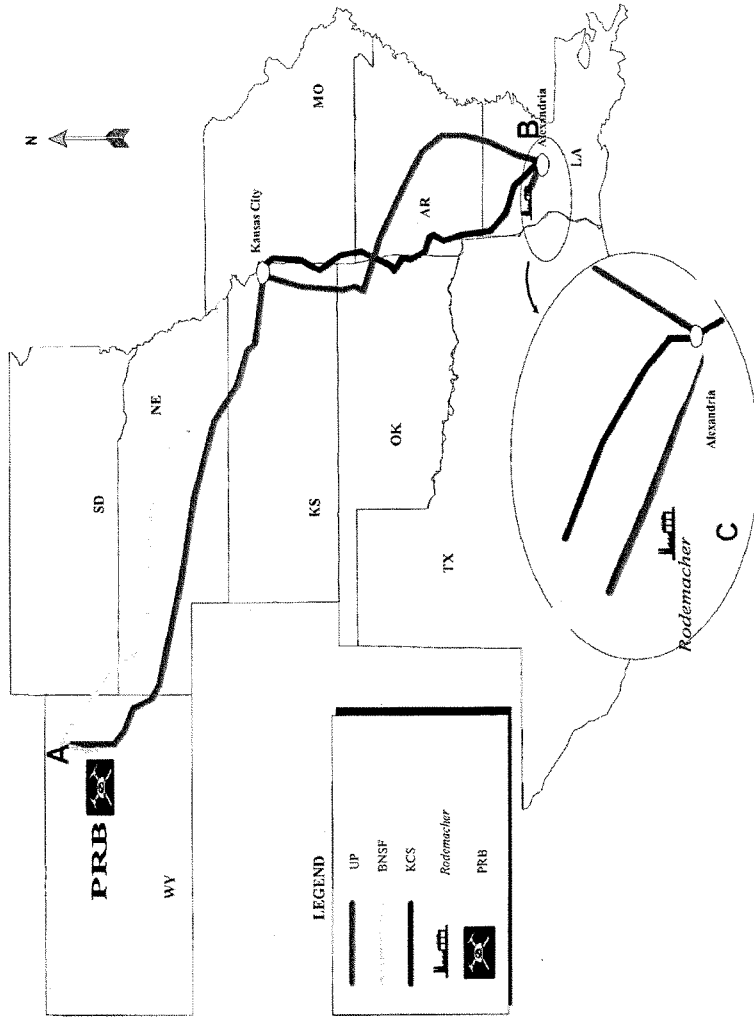 N
A
PRB
WY
SD
NE
Kansas City
MO
KS
OK
AR
TX
B
Alexandria
LA
LEGEND
UP
BNSF
KCS
Rodemacher
PRB
Rodemacher
Alexandria
C